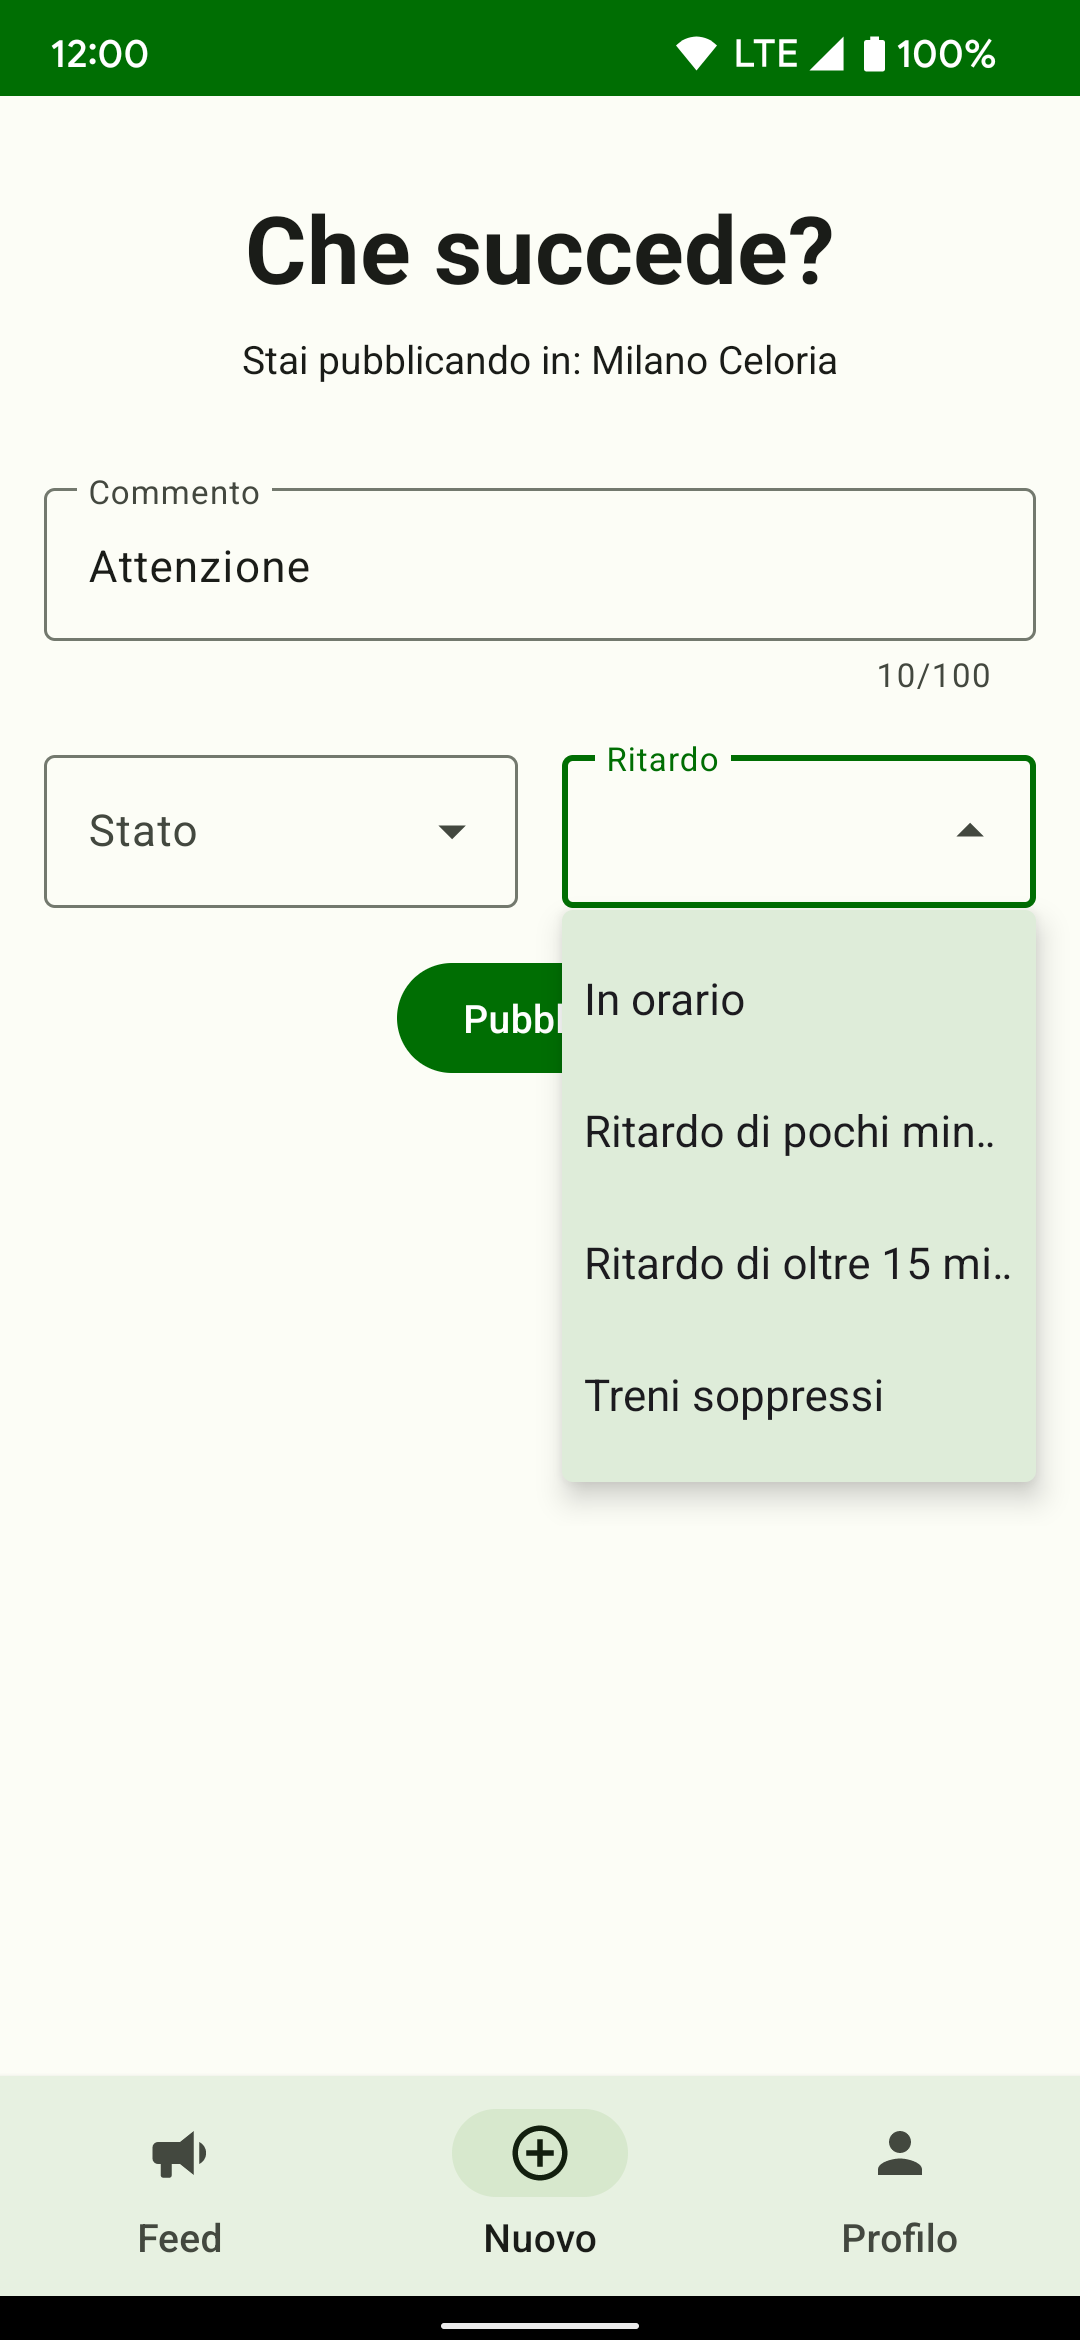 12:00 LTE 100%
Che succede?
Stai pubblicando in: Milano Celoria
Commento
Attenzione
10/100
Stato
Ritardo
Pubbl
In orario
Ritardo di pochi min..
Ritardo di oltre 15 mi..
Treni soppressi
Feed
Nuovo
Profilo